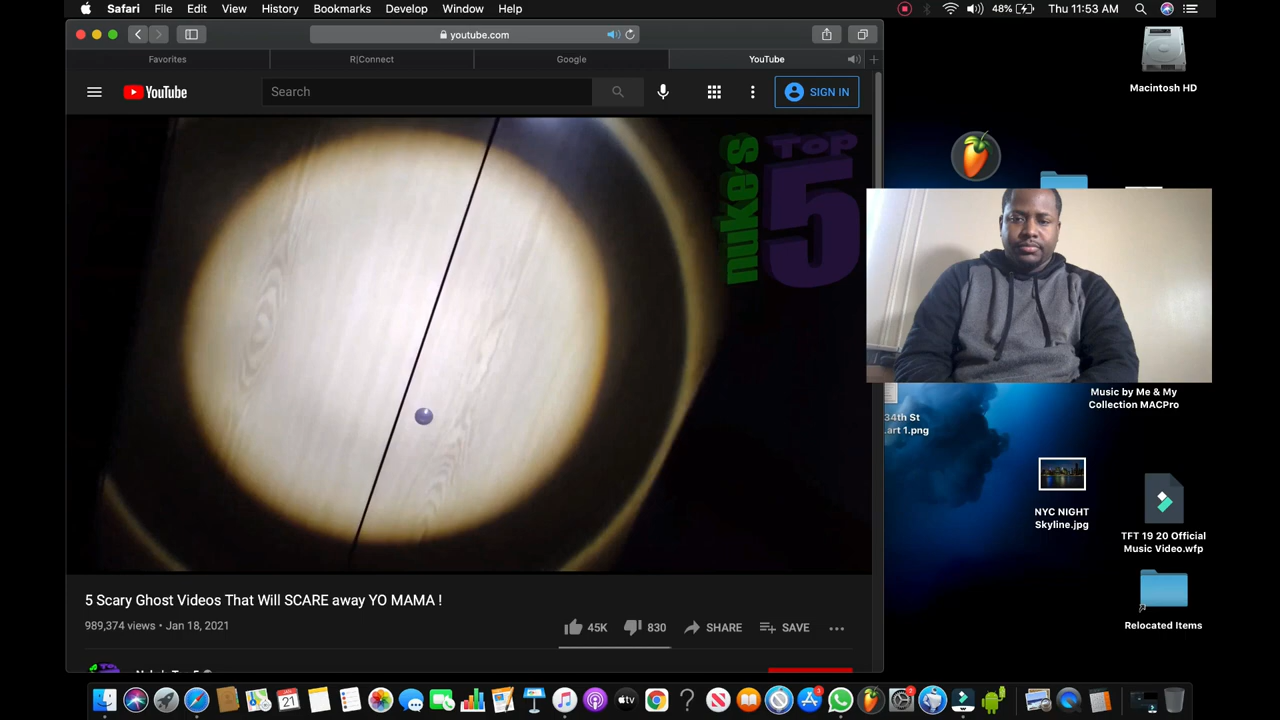 Safari File Edit View History Bookmarks Develop Window Help 48% Thu 11:53 AM
youtube.com
Favorites R|Connect Google YouTube
YouTube Search SIGN IN
nuke's TOP 5
Macintosh HD
34th St
.art 1.png
Music by Me & My
Collection MACPro
NYC NIGHT
Skyline.jpg
TFT 19 20 Official
Music Video.wfp
Relocated Items
5 Scary Ghost Videos That Will SCARE away YO MAMA !
989,374 views • Jan 18, 2021
45K 830 SHARE SAVE
21